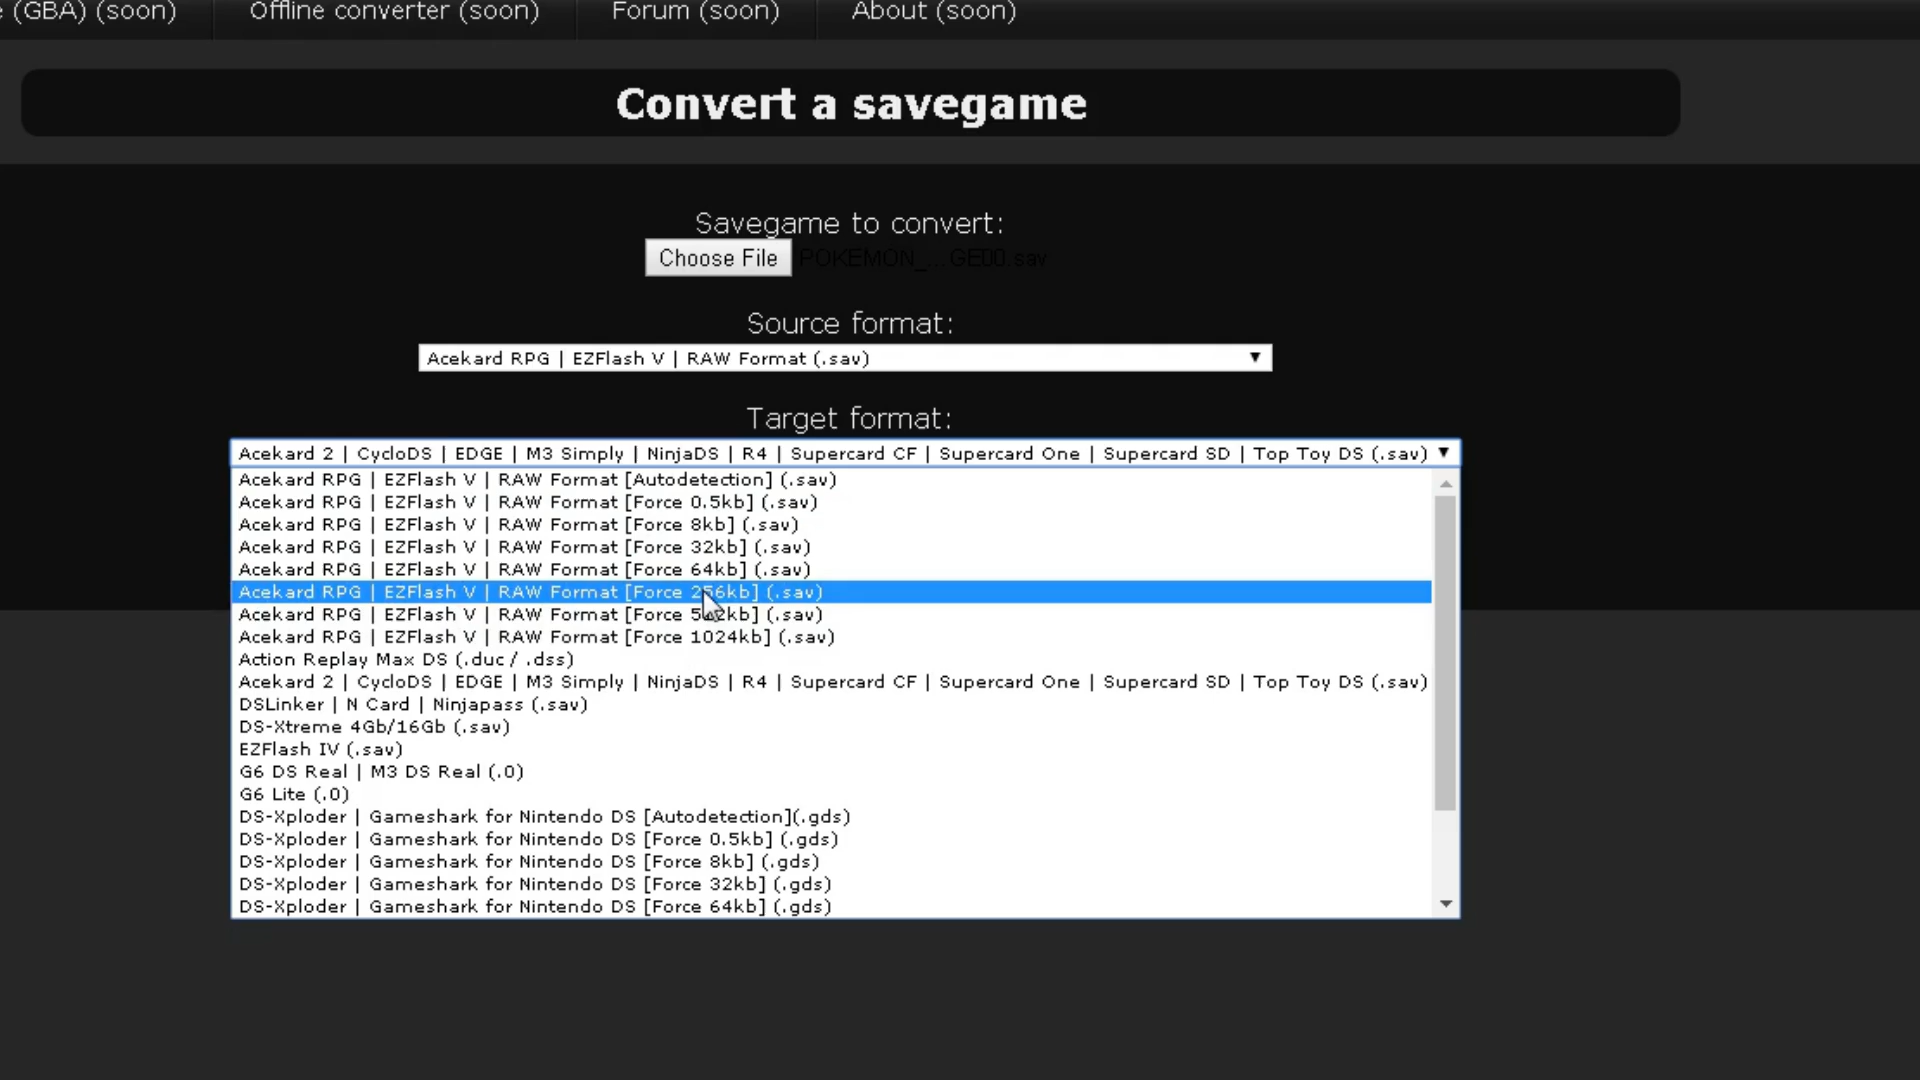 e (GBA) (soon) Offline converter (soon) Forum (soon) About (soon)
Convert a savegame
Savegame to convert:
Choose File POKEMON_...GE00.sav
Source format:
Acekard RPG | EZFlash V | RAW Format (.sav)
Target format:
Acekard 2 | CycloDS | EDGE | M3 Simply | NinjaDS | R4 | Supercard CF | Supercard One | Supercard SD | Top Toy DS (.sav)
Acekard RPG | EZFlash V | RAW Format [Autodetection] (.sav)
Acekard RPG | EZFlash V | RAW Format [Force 0.5kb] (.sav)
Acekard RPG | EZFlash V | RAW Format [Force 8kb] (.sav)
Acekard RPG | EZFlash V | RAW Format [Force 32kb] (.sav)
Acekard RPG | EZFlash V | RAW Format [Force 64kb] (.sav)
Acekard RPG | EZFlash V | RAW Format [Force 256kb] (.sav)
Acekard RPG | EZFlash V | RAW Format [Force 512kb] (.sav)
Acekard RPG | EZFlash V | RAW Format [Force 1024kb] (.sav)
Action Replay Max DS (.duc / .dss)
Acekard 2 | CycloDS | EDGE | M3 Simply | NinjaDS | R4 | Supercard CF | Supercard One | Supercard SD | Top Toy DS (.sav)
DSLinker | N Card | Ninjapass (.sav)
DS-Xtreme 4Gb/16Gb (.sav)
EZFlash IV (.sav)
G6 DS Real | M3 DS Real (.0)
G6 Lite (.0)
DS-Xploder | Gameshark for Nintendo DS [Autodetection](.gds)
DS-Xploder | Gameshark for Nintendo DS [Force 0.5kb] (.gds)
DS-Xploder | Gameshark for Nintendo DS [Force 8kb] (.gds)
DS-Xploder | Gameshark for Nintendo DS [Force 32kb] (.gds)
DS-Xploder | Gameshark for Nintendo DS [Force 64kb] (.gds)